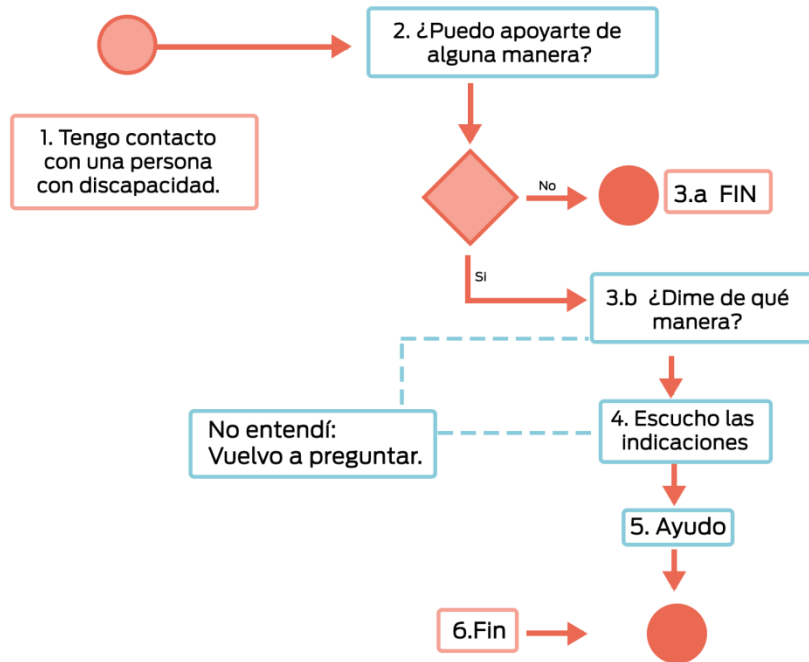 2. ¿Puedo apoyarte de
alguna manera?
1. Tengo contacto
con una persona
con discapacidad.
No
3.a FIN
Si
3.b ¿Dime de qué
manera?
No entendí:
Vuelvo a preguntar.
4. Escucho las
indicaciones
5. Ayudo
6.Fin